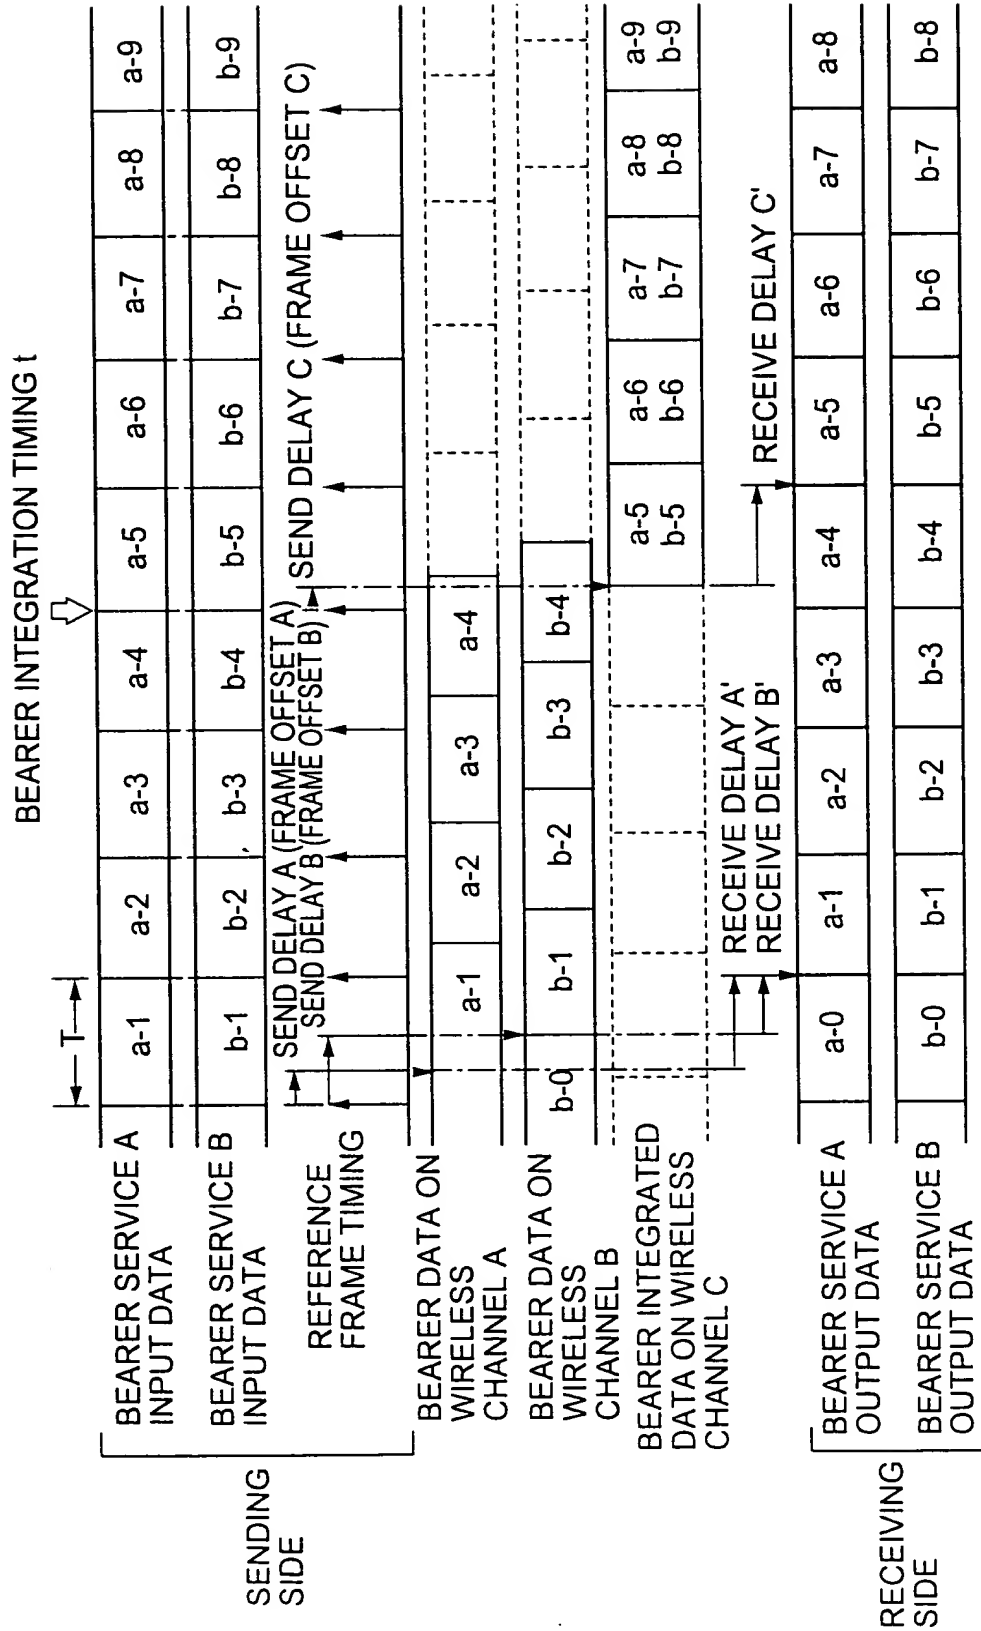 BEARER INTEGRATION TIMING t
T
SENDING
SIDE
BEARER SERVICE A
INPUT DATA
a-1 a-2 a-3 a-4 a-5 a-6 a-7 a-8 a-9
BEARER SERVICE B
INPUT DATA
b-1 b-2 b-3 b-4 b-5 b-6 b-7 b-8 b-9
SEND DELAY A (FRAME OFFSET A)
SEND DELAY B (FRAME OFFSET B)
SEND DELAY C (FRAME OFFSET C)
REFERENCE
FRAME TIMING
BEARER DATA ON
WIRELESS
CHANNEL A
a-1 a-2 a-3 a-4
BEARER DATA ON
WIRELESS
CHANNEL B
b-0 b-1 b-2 b-3 b-4
BEARER INTEGRATED
DATA ON WIRELESS
CHANNEL C
a-5 a-6 a-7 a-8 a-9
b-5 b-6 b-7 b-8 b-9
RECEIVE DELAY A'
RECEIVE DELAY B'
RECEIVE DELAY C'
RECEIVING
SIDE
BEARER SERVICE A
OUTPUT DATA
a-0 a-1 a-2 a-3 a-4 a-5 a-6 a-7 a-8
BEARER SERVICE B
OUTPUT DATA
b-0 b-1 b-2 b-3 b-4 b-5 b-6 b-7 b-8